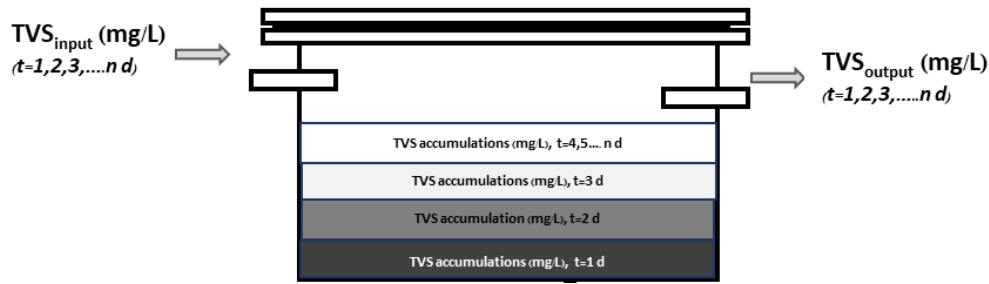 TVSinput (mg/L)
(t=1,2,3,....n d)
TVSoutput (mg/L)
(t=1,2,3,.....n d)
TVS accumulations (mg/L), t=4,5.... n d
TVS accumulations (mg/L), t=3 d
TVS accumulation (mg/L), t=2 d
TVS accumulations (mg/L), t=1 d